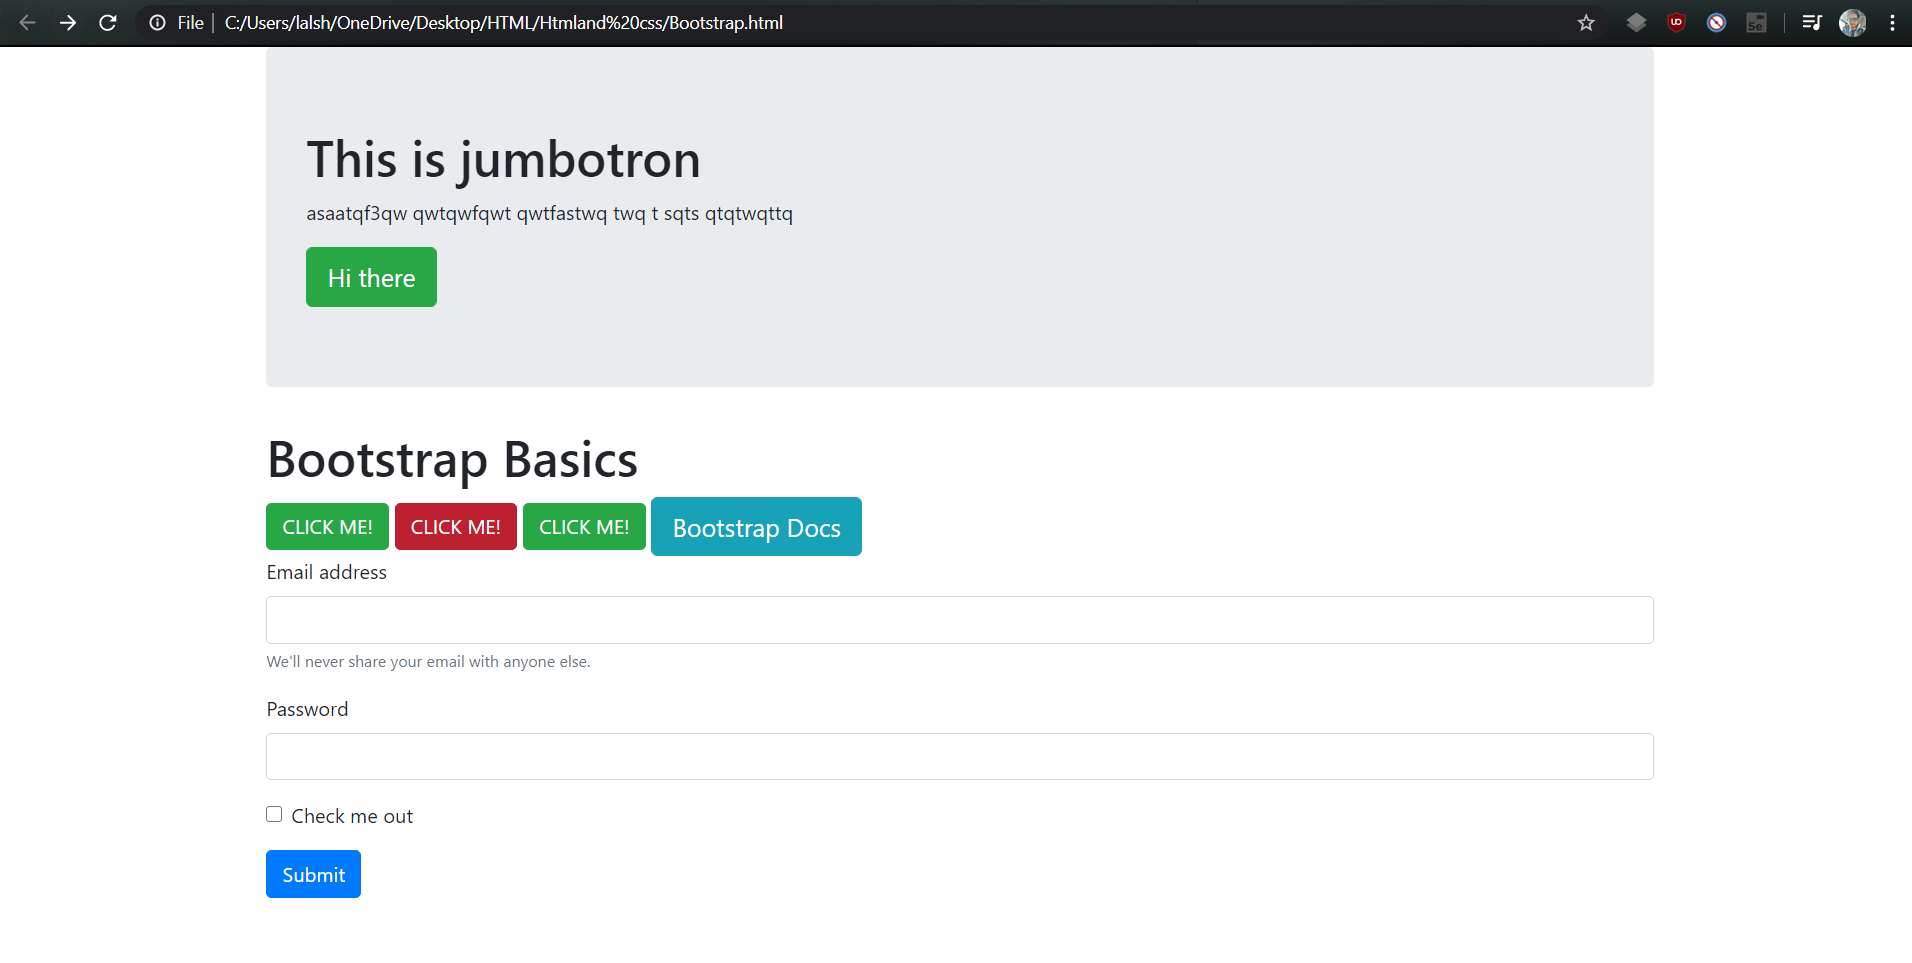 File C:/Users/lalsh/OneDrive/Desktop/HTML/Htmland%20css/Bootstrap.html
UD
Se
This is jumbotron
asaatqf3qw qwtqwfqwt qwtfastwq twq t sqts qtqtwqttq
Hi there
Bootstrap Basics
CLICK ME! CLICK ME! CLICK ME! Bootstrap Docs
Email address
We'll never share your email with anyone else.
Password
Check me out
Submit